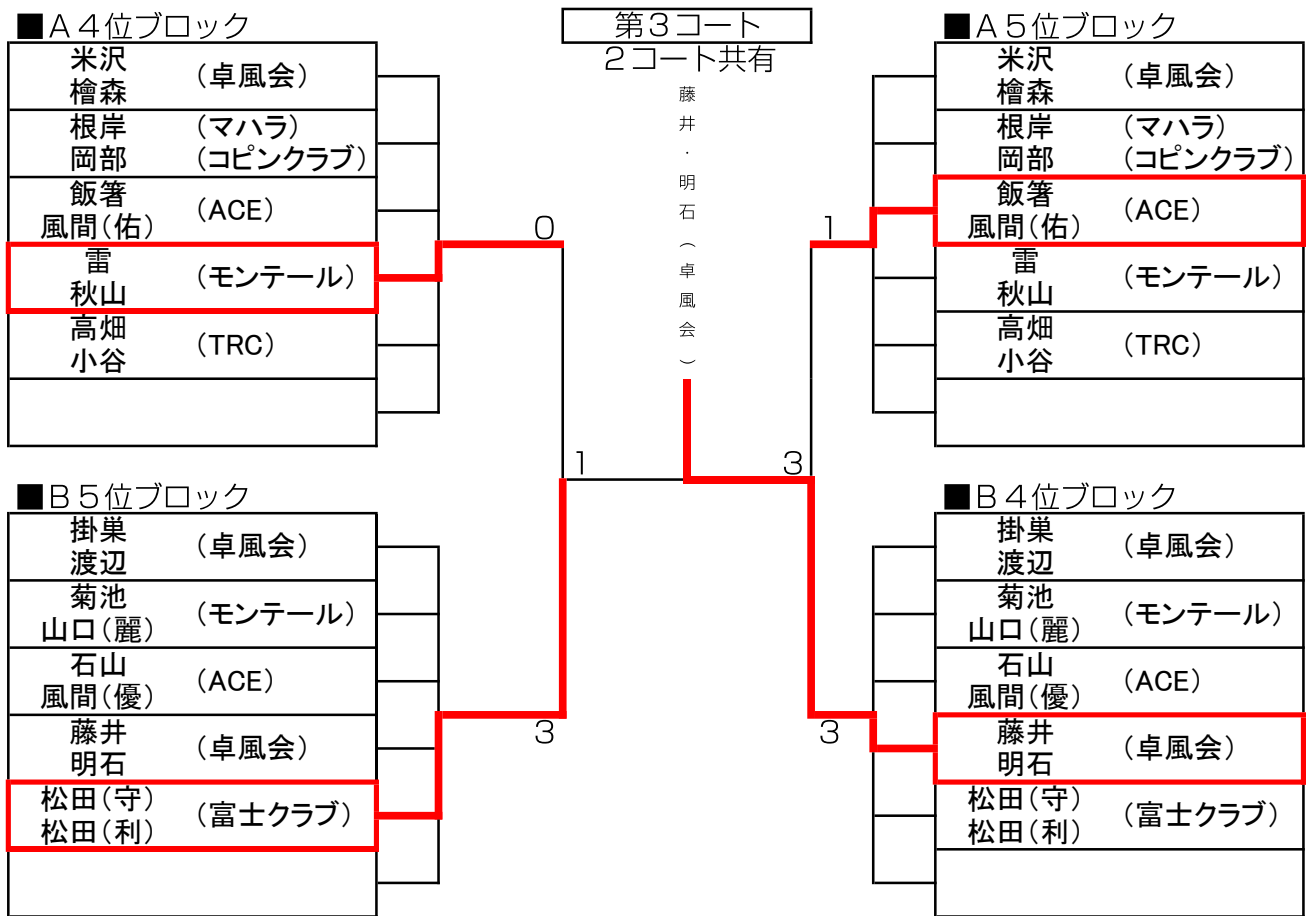 ■A4位ブロック
米沢
檜森
(卓風会)
根岸
岡部
(マハラ)
(コピンクラブ)
飯箸
風間(佑)
(ACE)
雷
秋山
(モンテール)
高畑
小谷
(TRC)
0
第3コート
2コート共有
藤井・明石(卓風会)
■A5位ブロック
米沢
檜森
(卓風会)
根岸
岡部
(マハラ)
(コピンクラブ)
飯箸
風間(佑)
(ACE)
雷
秋山
(モンテール)
高畑
小谷
(TRC)
1
1
3
■B5位ブロック
掛巣
渡辺
(卓風会)
菊池
山口(麗)
(モンテール)
石山
風間(優)
(ACE)
藤井
明石
(卓風会)
松田(守)
松田(利)
(富士クラブ)
3
3
■B4位ブロック
掛巣
渡辺
(卓風会)
菊池
山口(麗)
(モンテール)
石山
風間(優)
(ACE)
藤井
明石
(卓風会)
松田(守)
松田(利)
(富士クラブ)